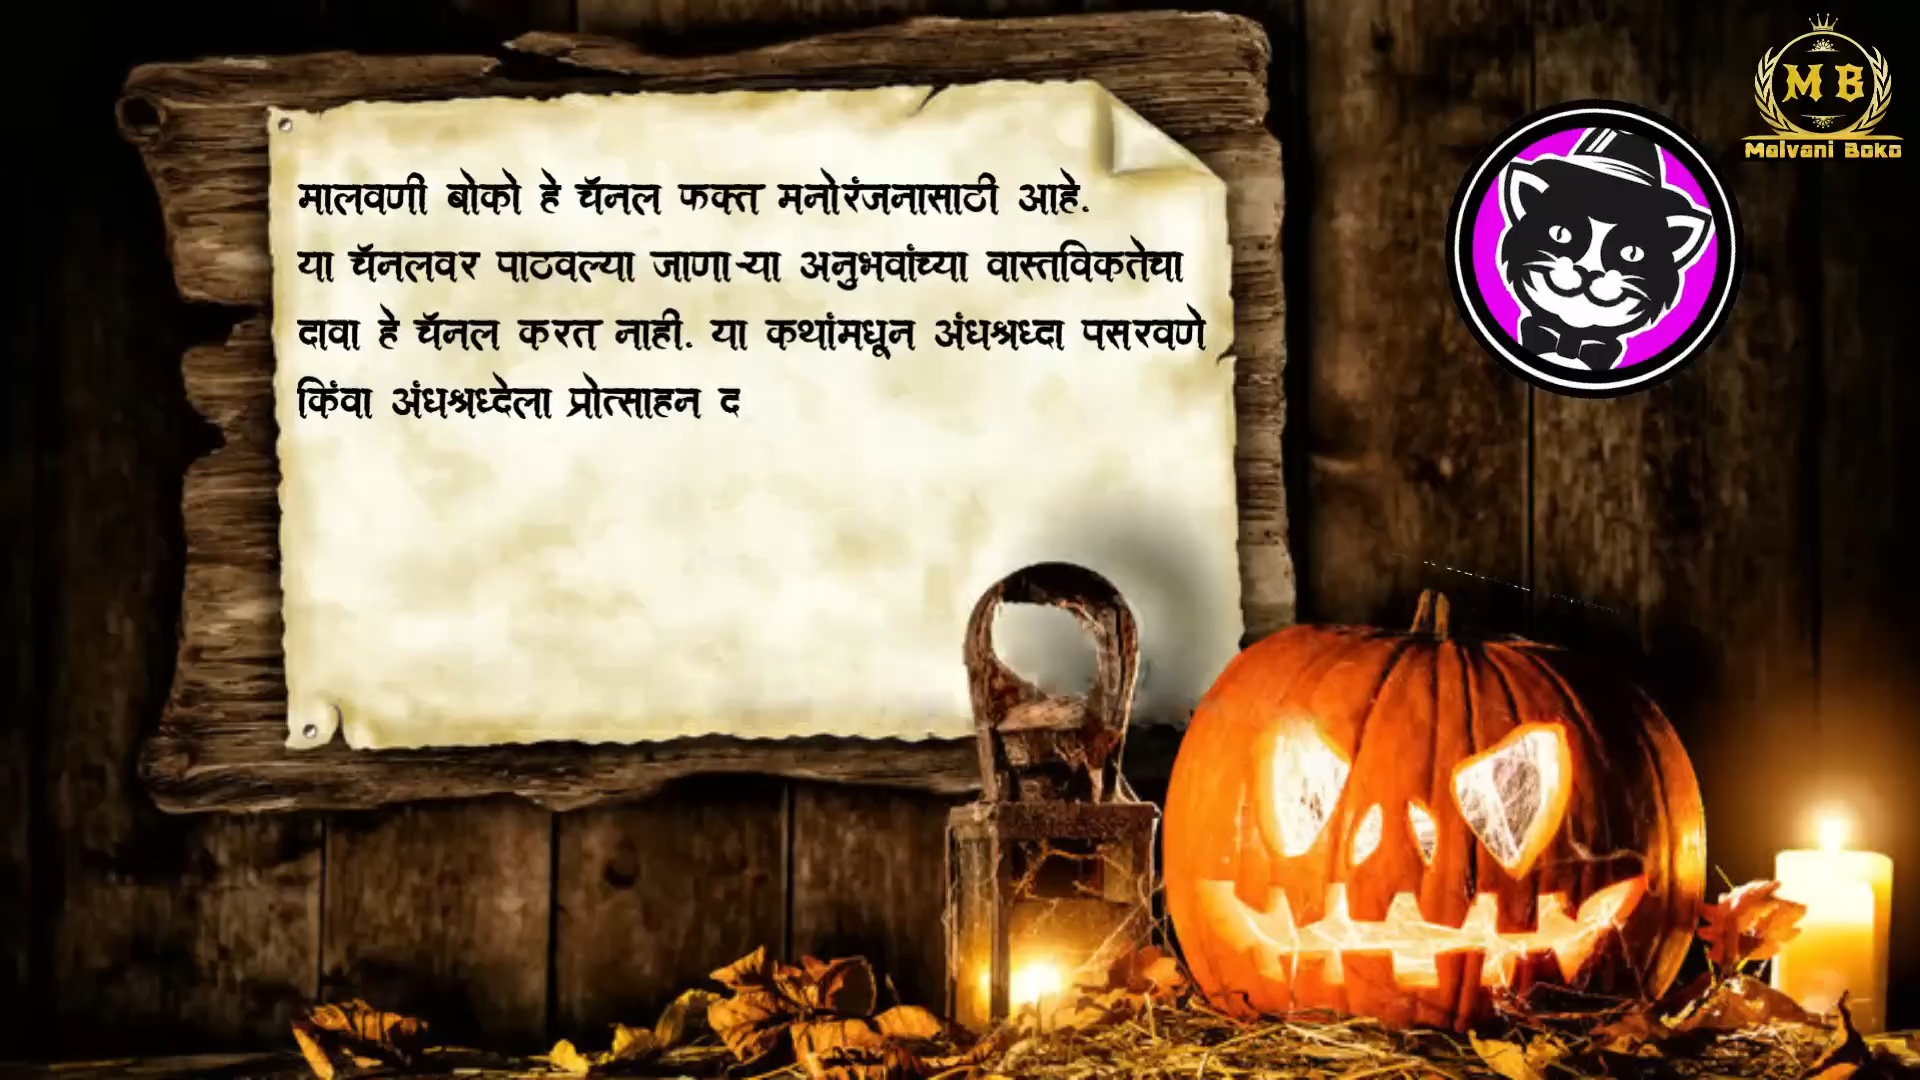 मालवणी बोको हे चॅनल फक्त मनोरंजनासाठी आहे.
या चॅनलवर पाठवल्या जाणाऱ्या अनुभवांच्या वास्तविकतेचा
दावा हे चॅनल करत नाही. या कथांमधून अंधश्रध्दा पसरवणे
किंवा अंधश्रध्देला प्रोत्साहन द
M B
Malvani Boko